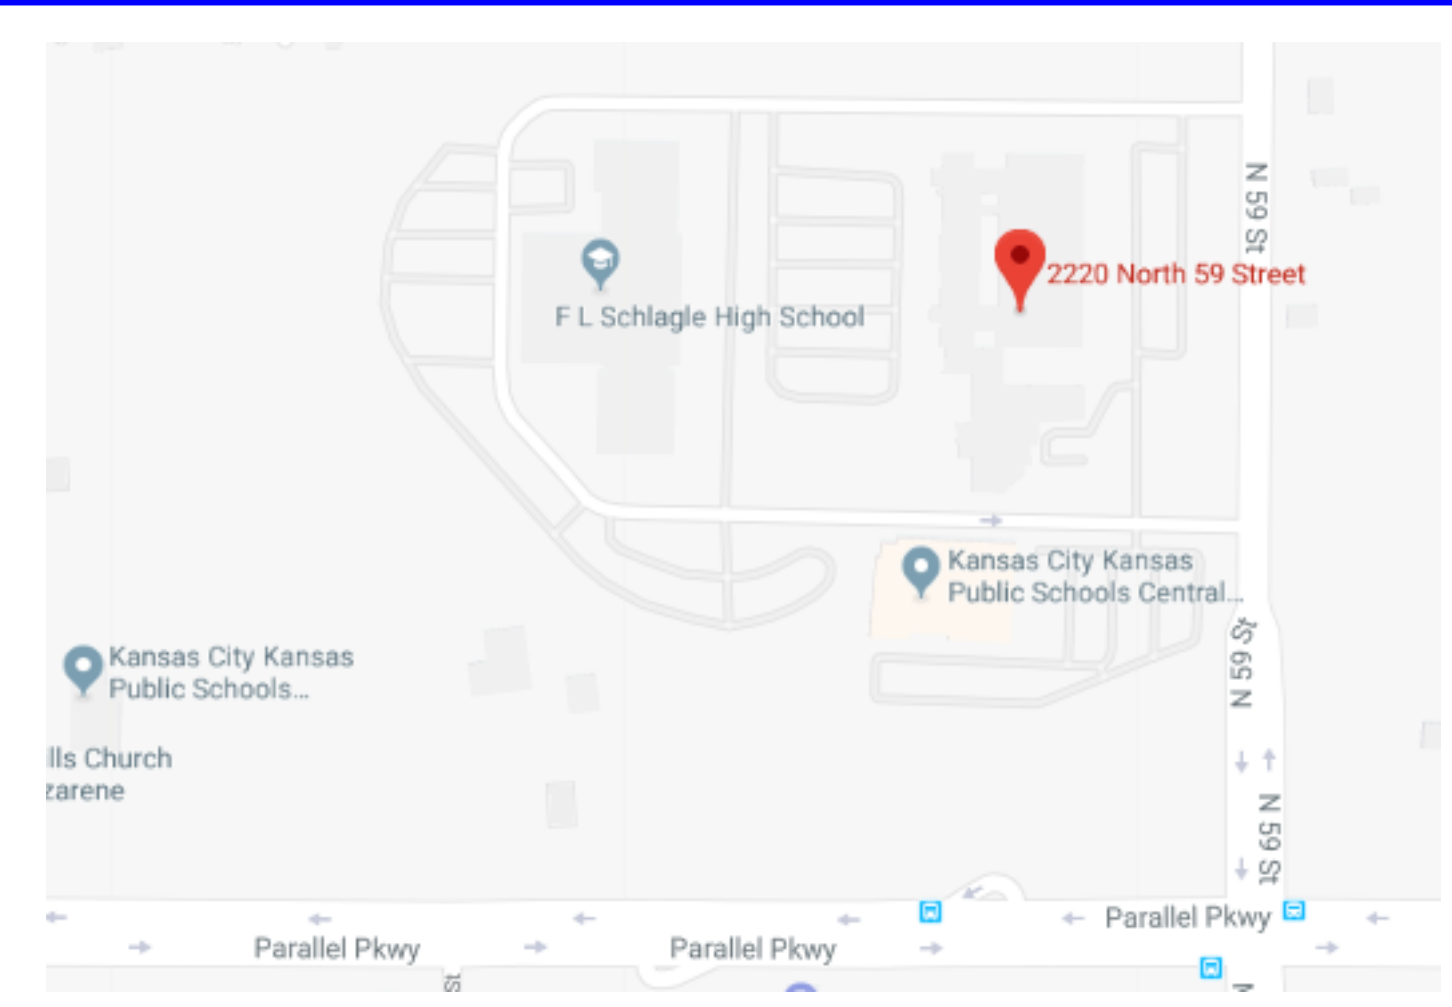 N 59 St
2220 North 59 Street
F L Schlagle High School
Kansas City Kansas
Public Schools Central...
N 59 St
Kansas City Kansas
Public Schools...
lls Church
zarene
N 59 St
Parallel Pkwy
Parallel Pkwy
Parallel Pkwy
St
N